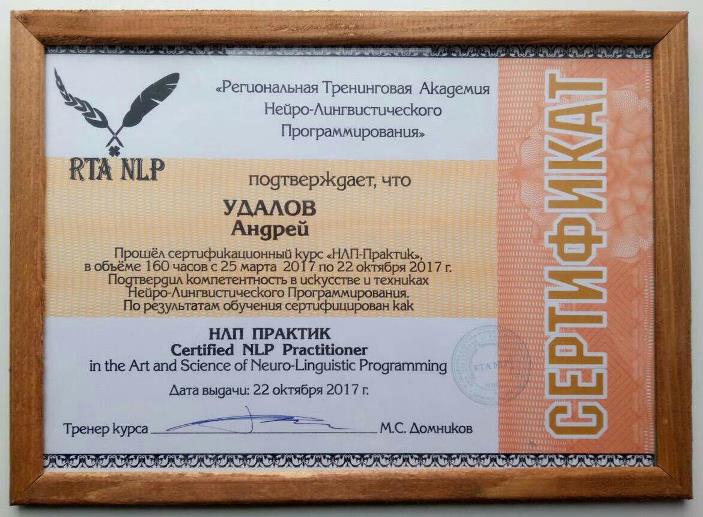 «Региональная Тренинговая Академия
Нейро-Лингвистического
Программирования»
RTA NLP
подтверждает, что
УДАЛОВ
Андрей
Прошёл сертификационный курс «НЛП-Практик»,
в объёме 160 часов с 25 марта 2017 по 22 октября 2017 г.
Подтвердил компетентность в искусстве и техниках
Нейро-Лингвистического Программирования.
По результатам обучения сертифицирован как
НЛП ПРАКТИК
Certified NLP Practitioner
in the Art and Science of Neuro-Linguistic Programming
Дата выдачи: 22 октября 2017 г.
Тренер курса М.С. Домников
СЕРТИФИКАТ
RTA NLP